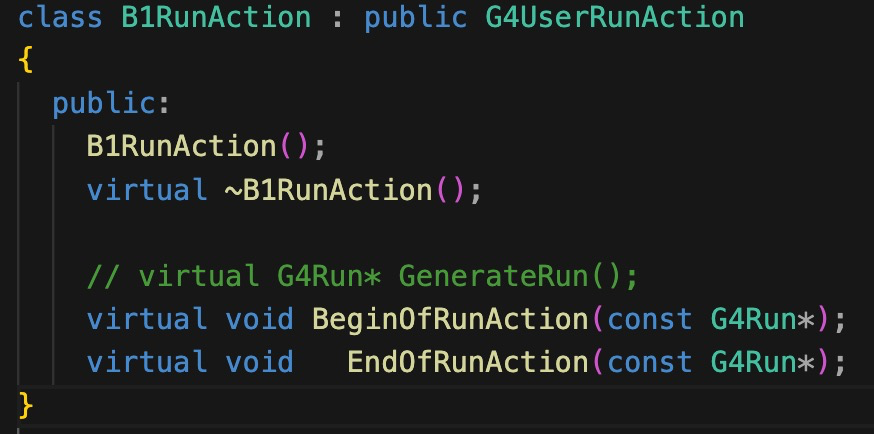 class B1RunAction : public G4UserRunAction
{
  public:
    B1RunAction();
    virtual ~B1RunAction();

    // virtual G4Run* GenerateRun();
    virtual void BeginOfRunAction(const G4Run*);
    virtual void   EndOfRunAction(const G4Run*);
}